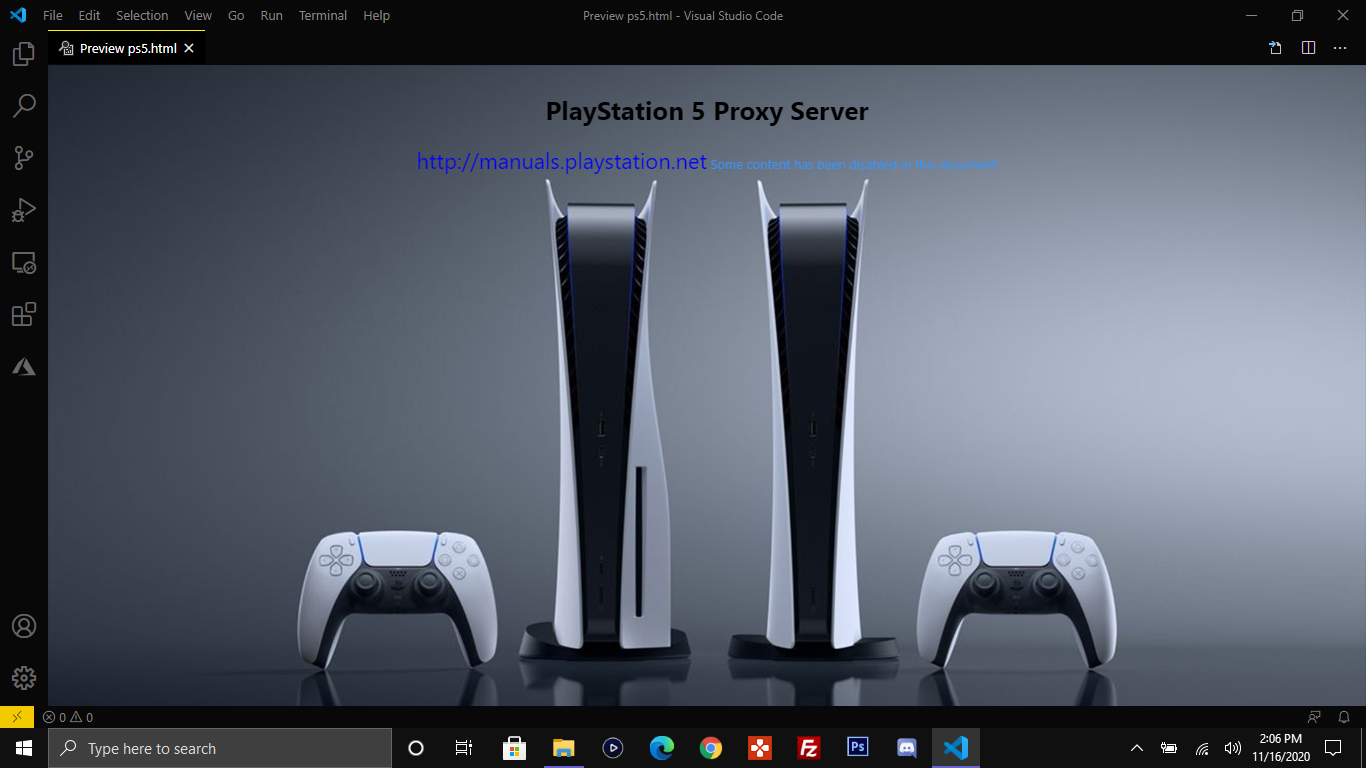 File Edit Selection View Go Run Terminal Help
Preview ps5.html - Visual Studio Code
Preview ps5.html
PlayStation 5 Proxy Server
http://manuals.playstation.net Some content has been disabled in this document
0 0
Type here to search
Ps
2:06 PM
11/16/2020